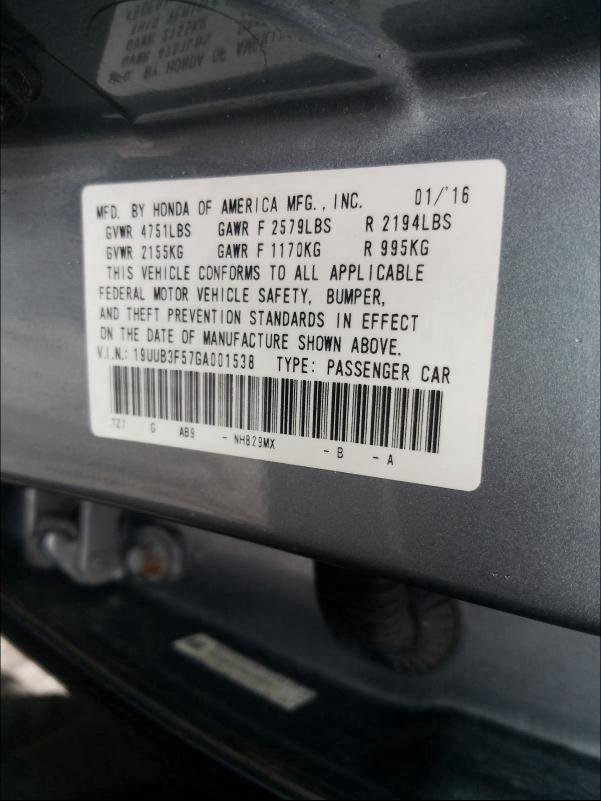 MFD. BY HONDA OF AMERICA MFG., INC. 01/'16
GVWR 4751LBS GAWR F 2579LBS R 2194LBS
GVWR 2155KG GAWR F 1170KG R 995KG
THIS VEHICLE CONFORMS TO ALL APPLICABLE
FEDERAL MOTOR VEHICLE SAFETY, BUMPER,
AND THEFT PREVENTION STANDARDS IN EFFECT
ON THE DATE OF MANUFACTURE SHOWN ABOVE.
V.I.N.: 19UUB3F57GA001538 TYPE: PASSENGER CAR
TZ7 G AB9 - NH829MX - B - A